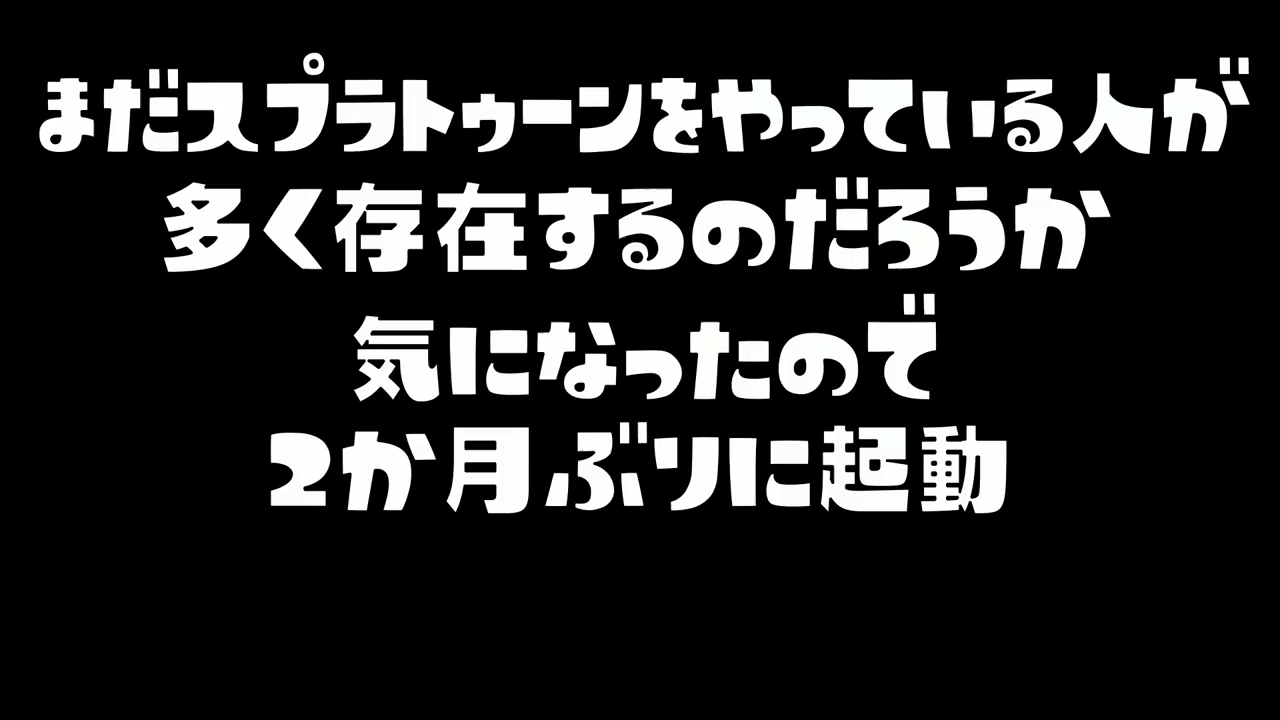 まだスプラトゥーンをやっている人が
多く存在するのだろうか
気になったので
2か月ぶりに起動